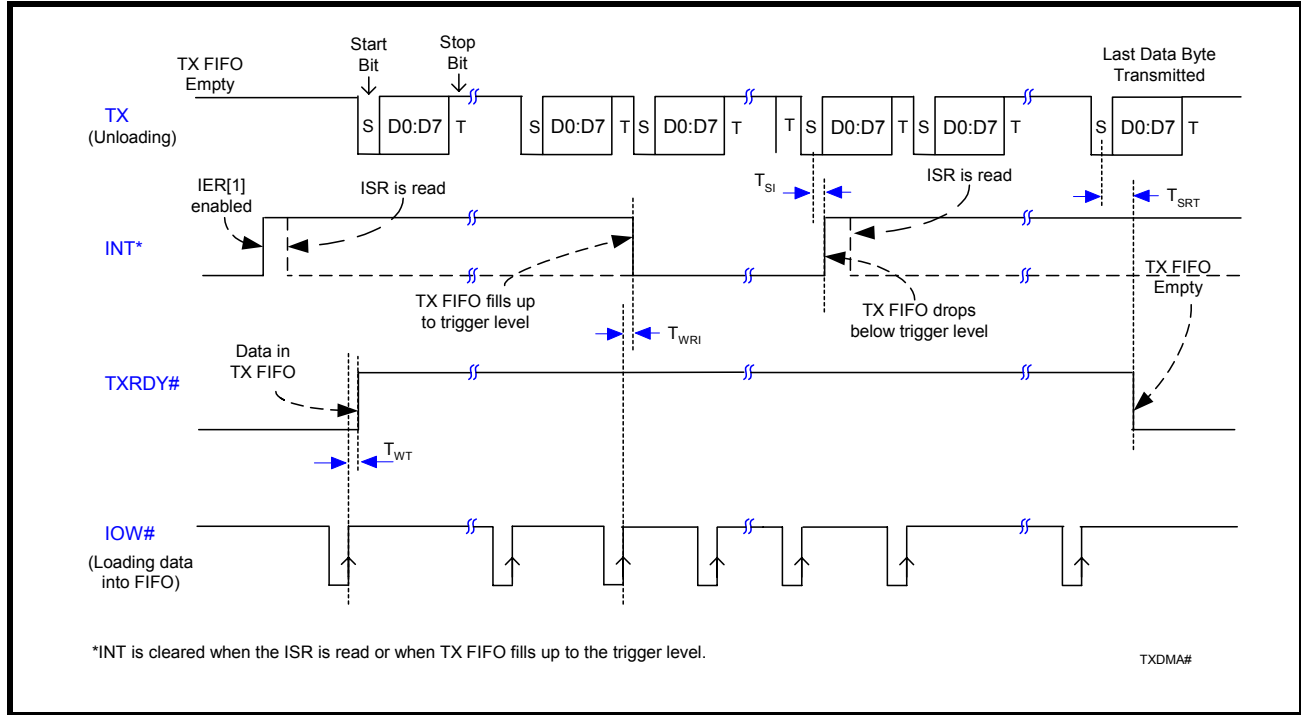 Start
Bit
Stop
Bit
TX FIFO
Empty
Last Data Byte
Transmitted
TX
(Unloading)
S D0:D7 T S D0:D7 T S D0:D7 T T S D0:D7 T S D0:D7 T S D0:D7 T
IER[1]
enabled
ISR is read
TSI
ISR is read
TSRT
INT*
TX FIFO fills up
to trigger level
TX FIFO drops
below trigger level
TX FIFO
Empty
TWRI
Data in
TX FIFO
TXRDY#
TWT
IOW#
(Loading data
into FIFO)
*INT is cleared when the ISR is read or when TX FIFO fills up to the trigger level.
TXDMA#